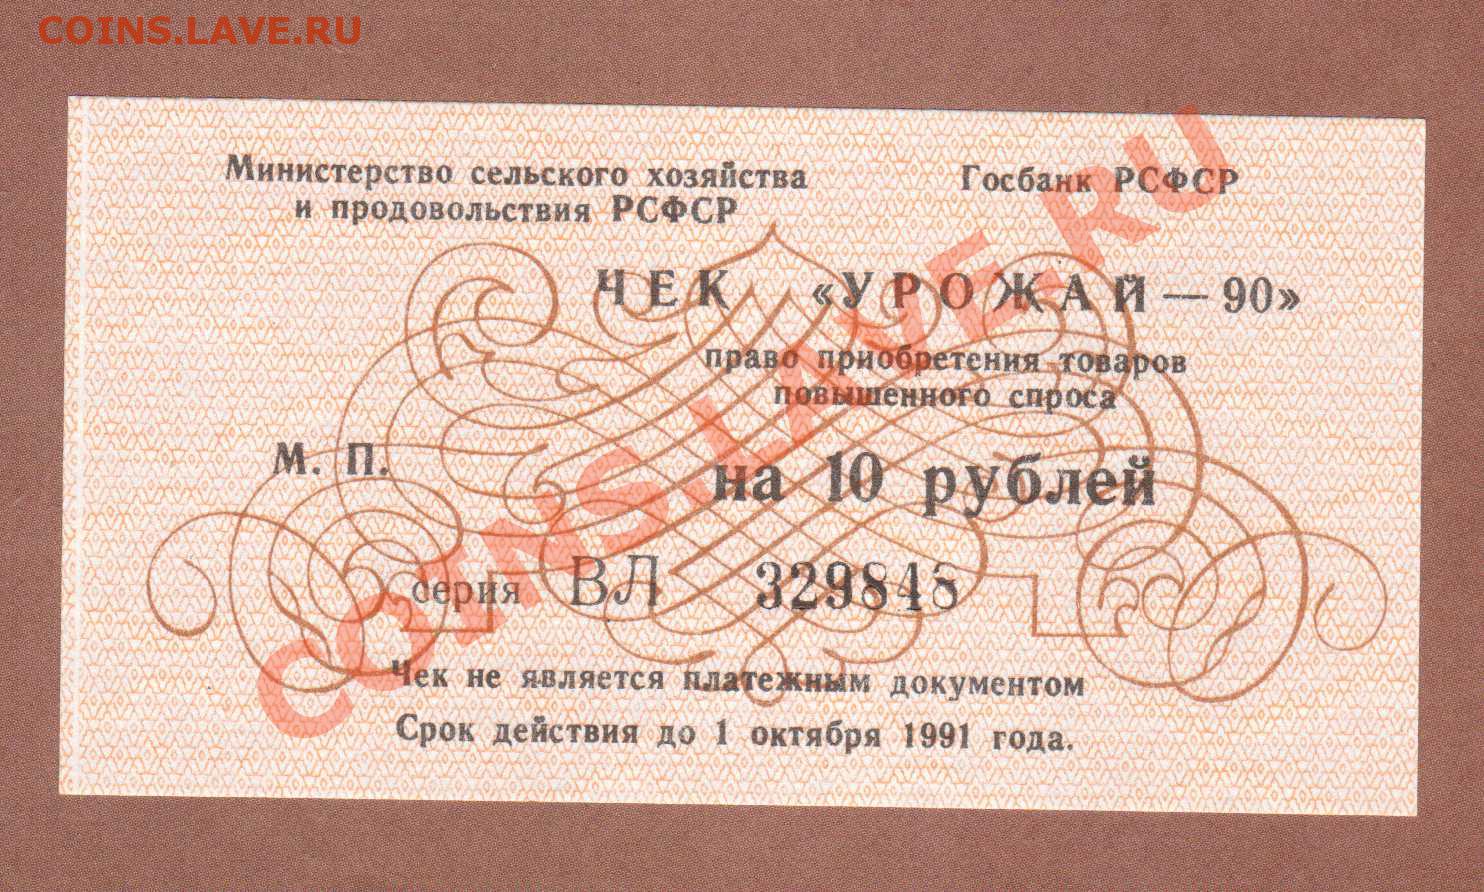 COINS.LAVE.RU
Министерство сельского хозяйства
и продовольствия РСФСР
Госбанк РСФСР
ЧЕК «УРОЖАЙ — 90»
право приобретения товаров
повышенного спроса
М. П.
на 10 рублей
серия ВЛ 329848
Чек не является платежным документом
Срок действия до 1 октября 1991 года.
COINS.LAVE.RU